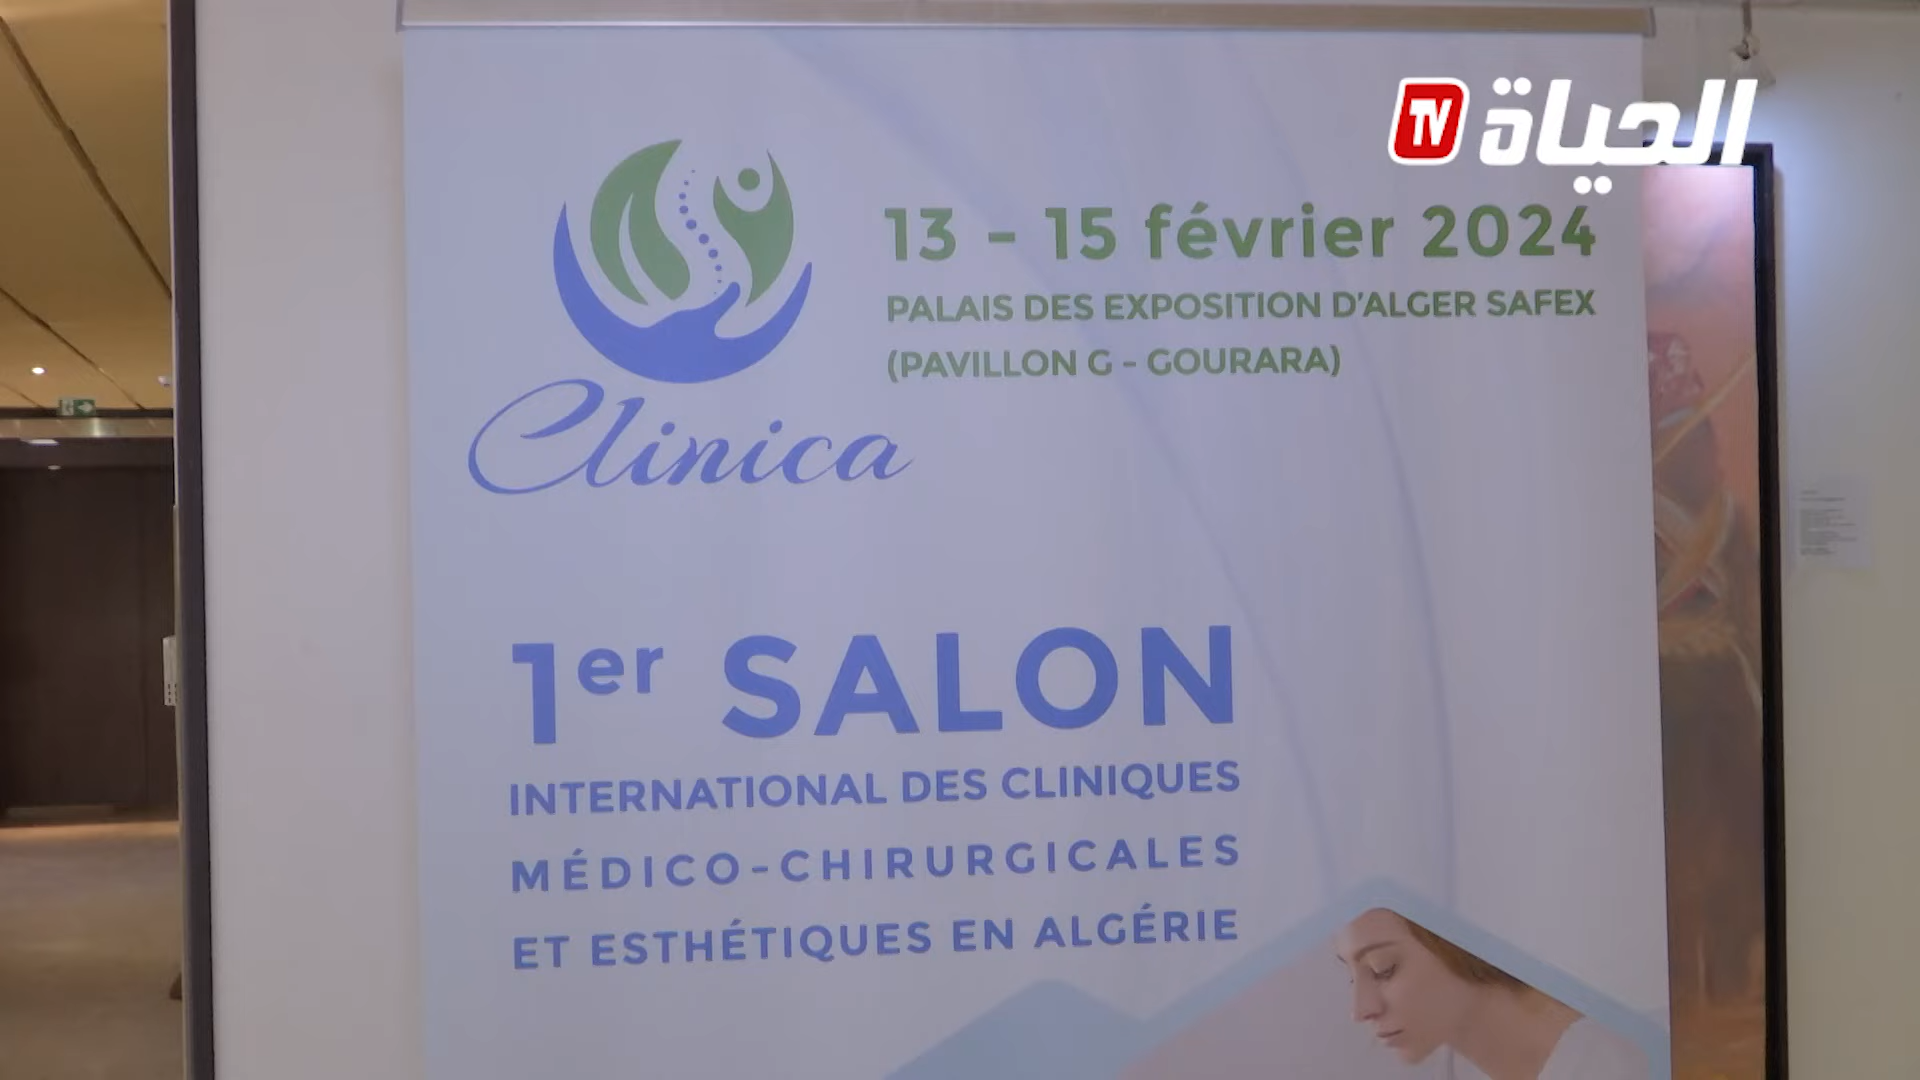 TV الحياة
13 - 15 février 2024
PALAIS DES EXPOSITION D'ALGER SAFEX
(PAVILLON G - GOURARA)
Clinica
1er SALON
INTERNATIONAL DES CLINIQUES
MÉDICO-CHIRURGICALES
ET ESTHÉTIQUES EN ALGÉRIE